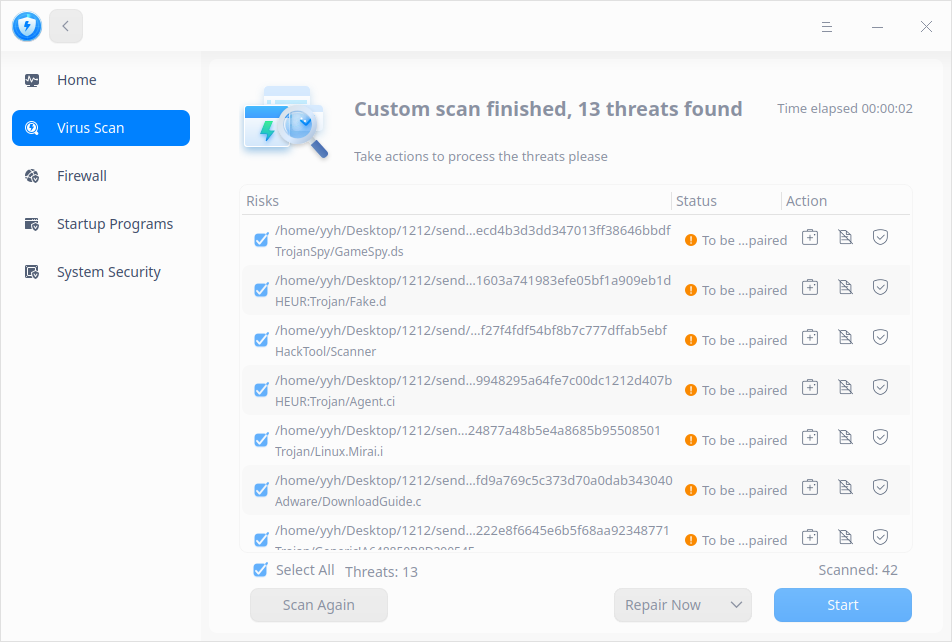 Home
Virus Scan
Firewall
Startup Programs
System Security
Custom scan finished, 13 threats found
Time elapsed 00:00:02
Take actions to process the threats please
Risks Status Action
/home/yyh/Desktop/1212/send...ecd4b3d3dd347013ff38646bbdf
TrojanSpy/GameSpy.ds
To be ...paired
/home/yyh/Desktop/1212/send...1603a741983efe05bf1a909eb1d
HEUR:Trojan/Fake.d
To be ...paired
/home/yyh/Desktop/1212/send/...f27f4fdf54bf8b7c777dffab5ebf
HackTool/Scanner
To be ...paired
/home/yyh/Desktop/1212/send...9948295a64fe7c00dc1212d407b
HEUR:Trojan/Agent.ci
To be ...paired
/home/yyh/Desktop/1212/sen...24877a48b5e4a8685b95508501
Trojan/Linux.Mirai.i
To be ...paired
/home/yyh/Desktop/1212/send...fd9a769c5c373d70a0dab343040
Adware/DownloadGuide.c
To be ...paired
/home/yyh/Desktop/1212/send...222e8f6645e6b5f68aa92348771
To be ...paired
Select All Threats: 13
Scanned: 42
Scan Again
Repair Now
Start